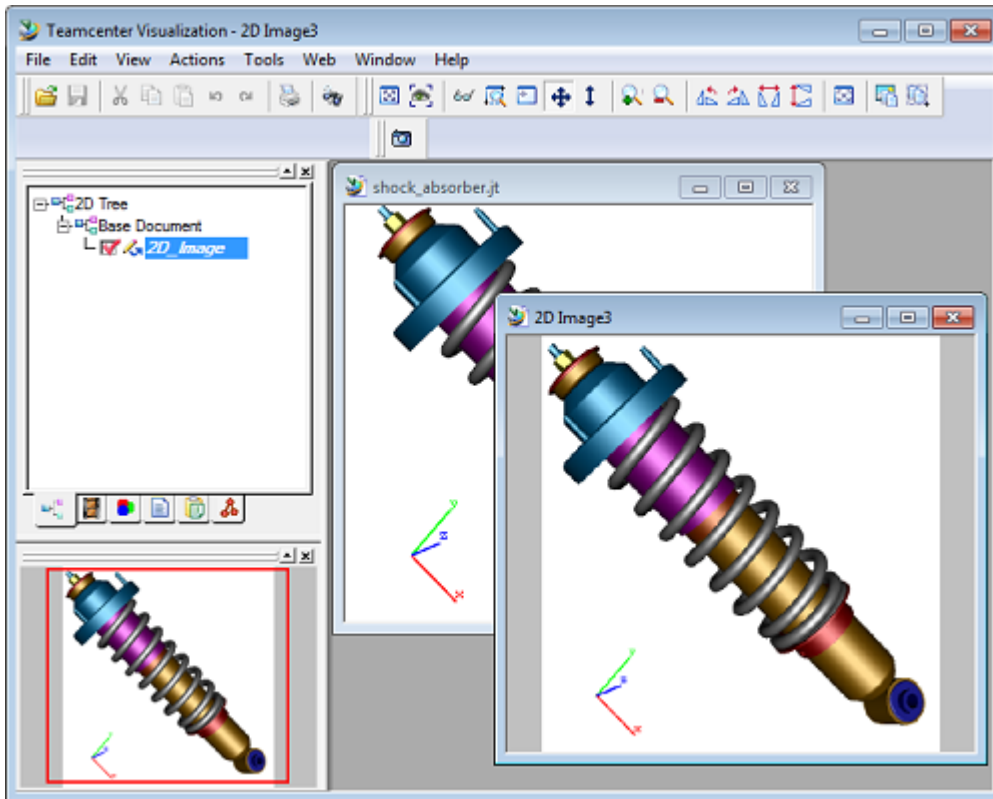 Teamcenter Visualization - 2D Image3
File Edit View Actions Tools Web Window Help
2D Tree
Base Document
2D_Image
shock_absorber.jt
Y
Z
X
2D Image3
Y
Z
X